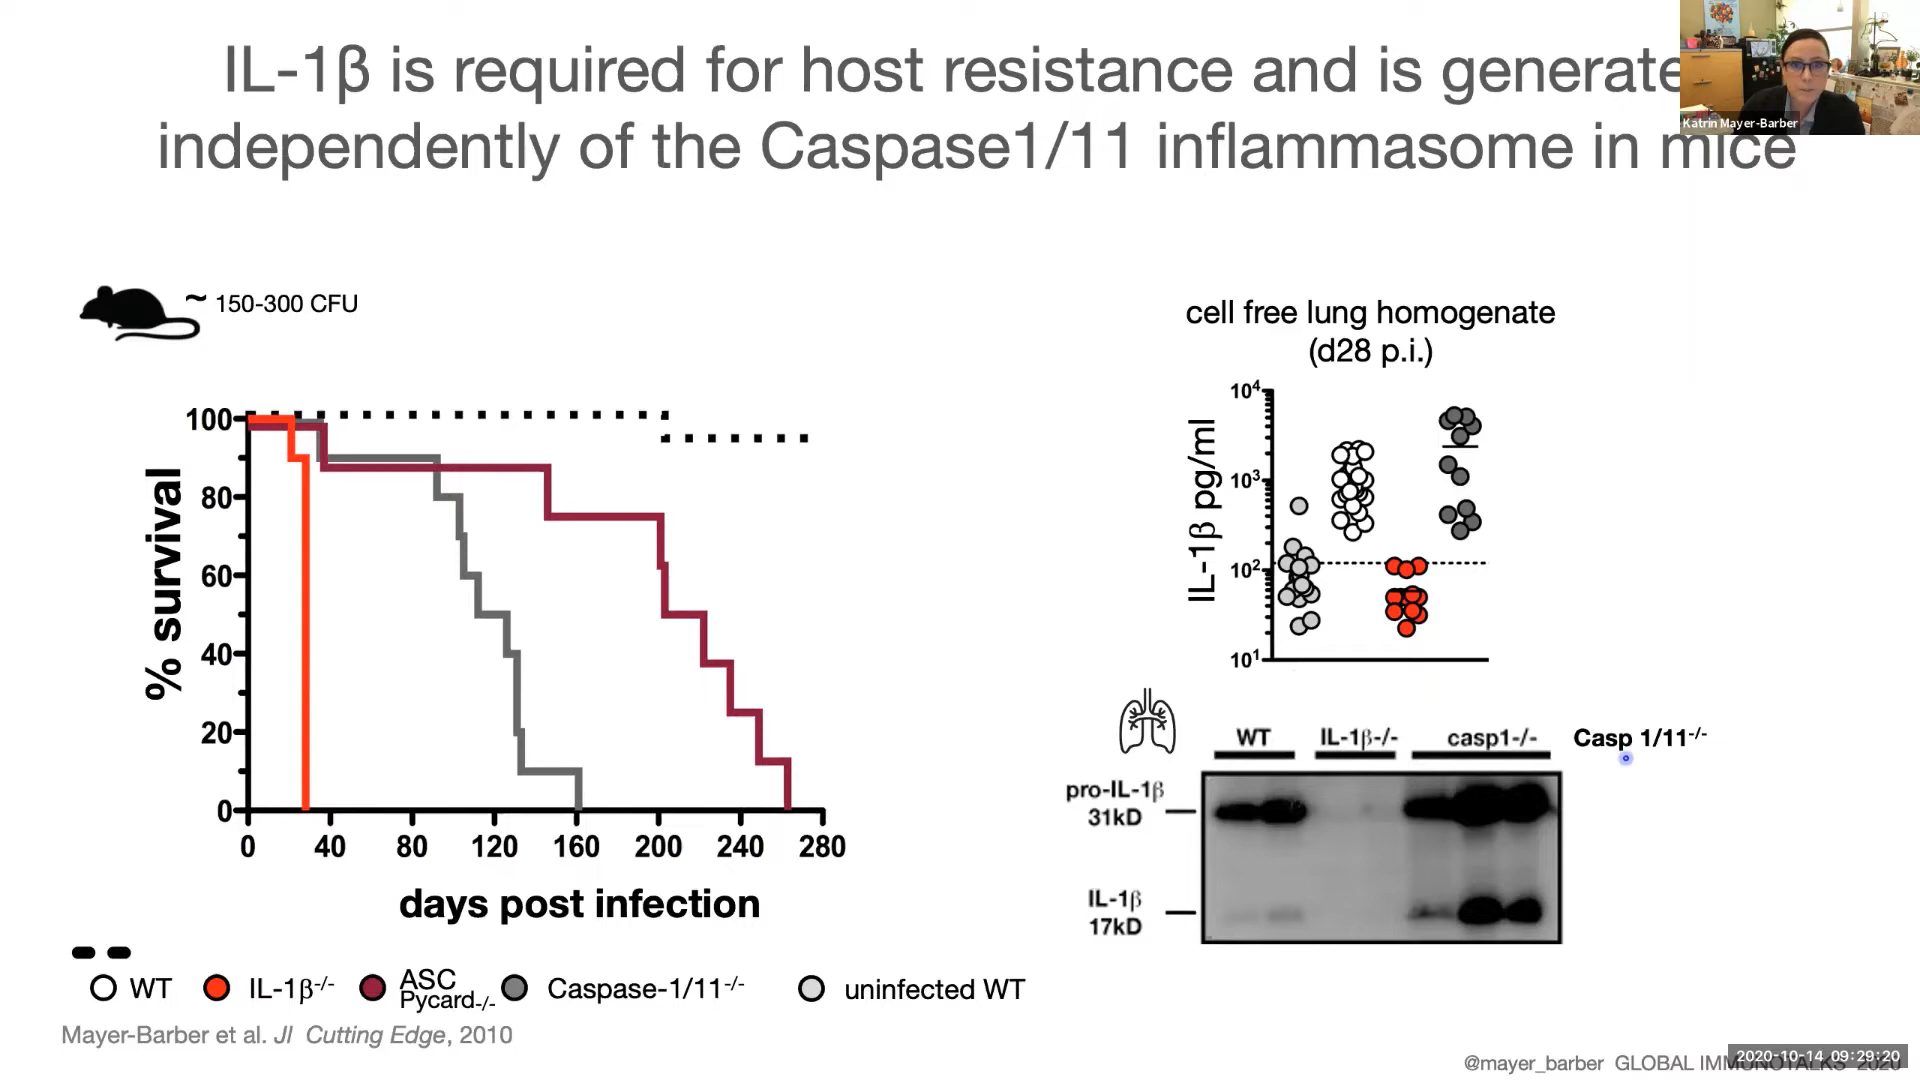 IL-1β is required for host resistance and is generate
independently of the Caspase1/11 inflammasome in mice
Katrin Mayer-Barber
~ 150-300 CFU
% survival
100
80
60
40
20
0
0 40 80 120 160 200 240 280
days post infection
WT IL-1β-/- ASC Pycard-/- Caspase-1/11-/- uninfected WT
Mayer-Barber et al. JI Cutting Edge, 2010
cell free lung homogenate
(d28 p.i.)
IL-1β pg/ml
10⁴
10³
10²
10¹
WT IL-1β-/- casp1-/- Casp 1/11-/-
pro-IL-1β
31kD
IL-1β
17kD
@mayer_barber GLOBAL IMMUNOTALKS 2020
2020-10-14 09:29:20